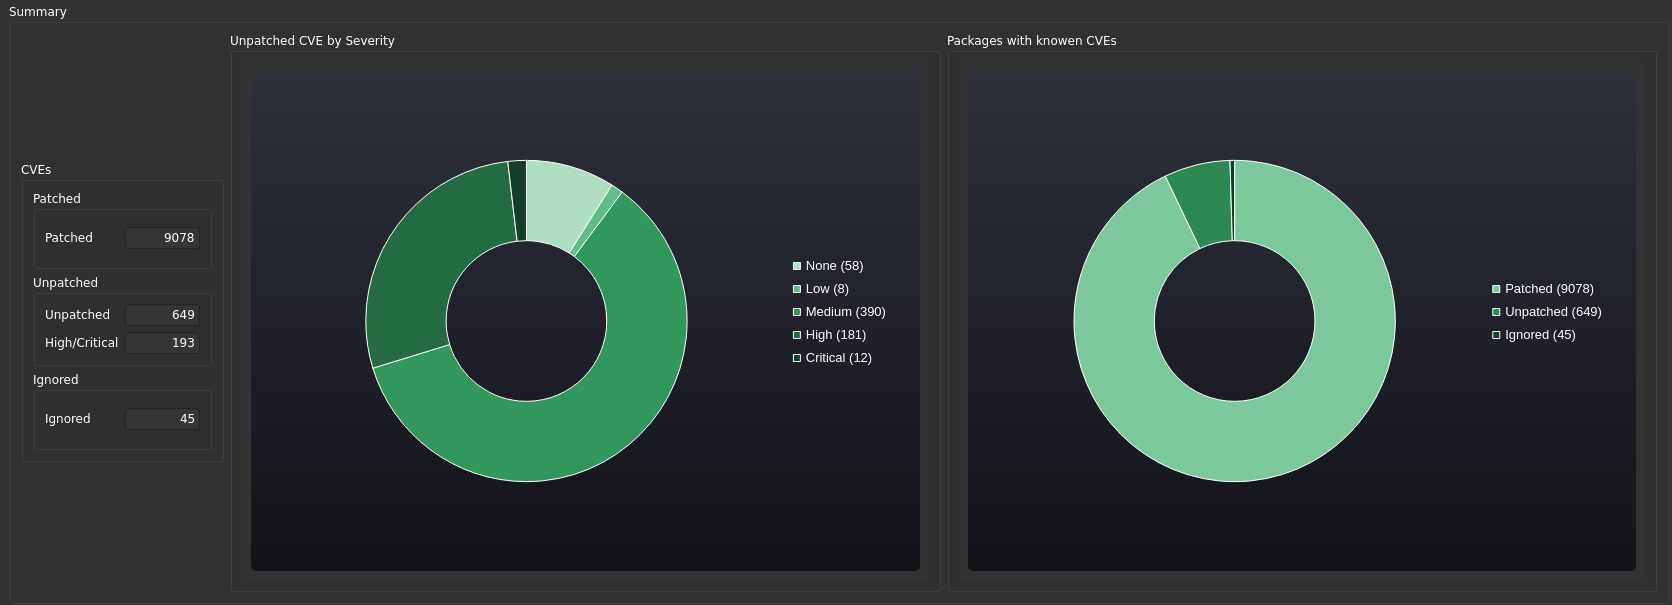 Summary
CVEs
Patched
Patched 9078
Unpatched
Unpatched 649
High/Critical 193
Ignored
Ignored 45
Unpatched CVE by Severity
None (58)
Low (8)
Medium (390)
High (181)
Critical (12)
Packages with knowen CVEs
Patched (9078)
Unpatched (649)
Ignored (45)